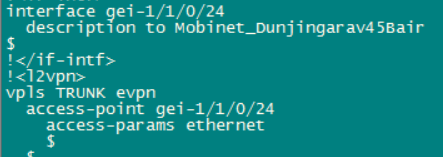 interface gei-1/1/0/24
description to Mobinet_Dunjingarav45Bair
$
!</if-intf>
!<l2vpn>
vpls TRUNK evpn
access-point gei-1/1/0/24
access-params ethernet
$
$